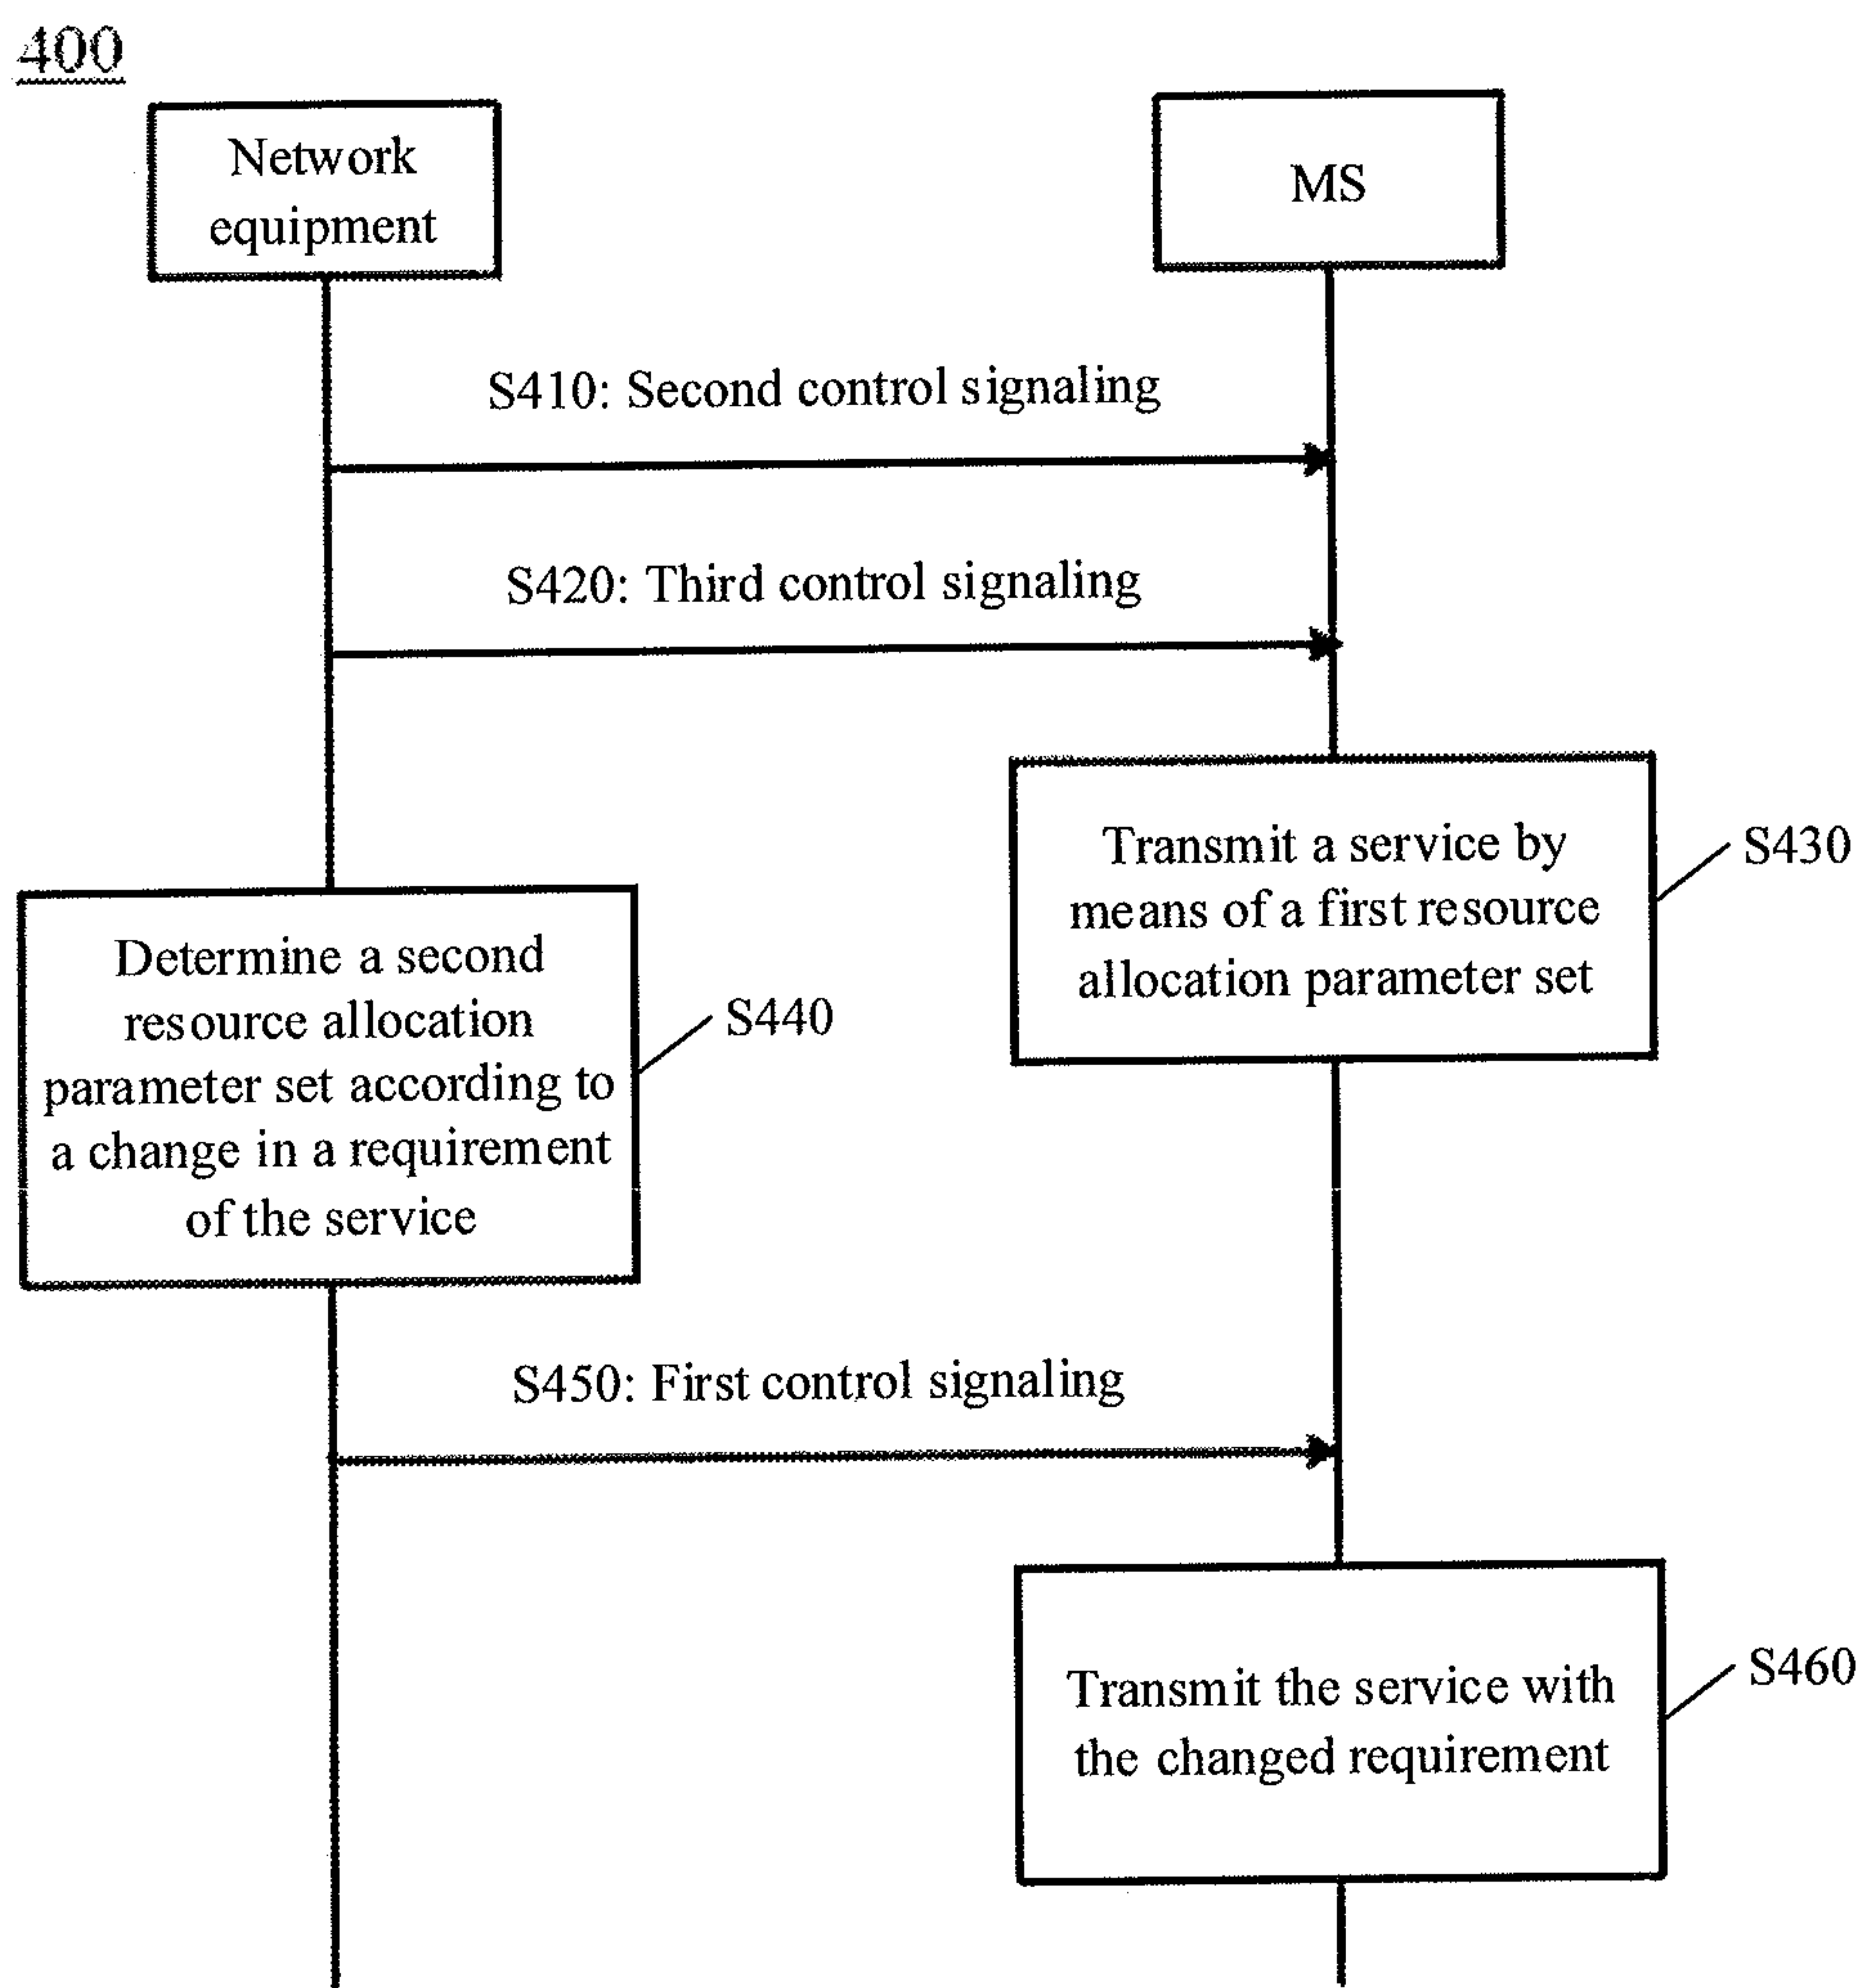 400
Network
equipment
MS
S410: Second control signaling
S420: Third control signaling
Transmit a service by
means of a first resource
allocation parameter set
S430
Determine a second
resource allocation
parameter set according to
a change in a requirement
of the service
S440
S450: First control signaling
Transmit the service with
the changed requirement
S460